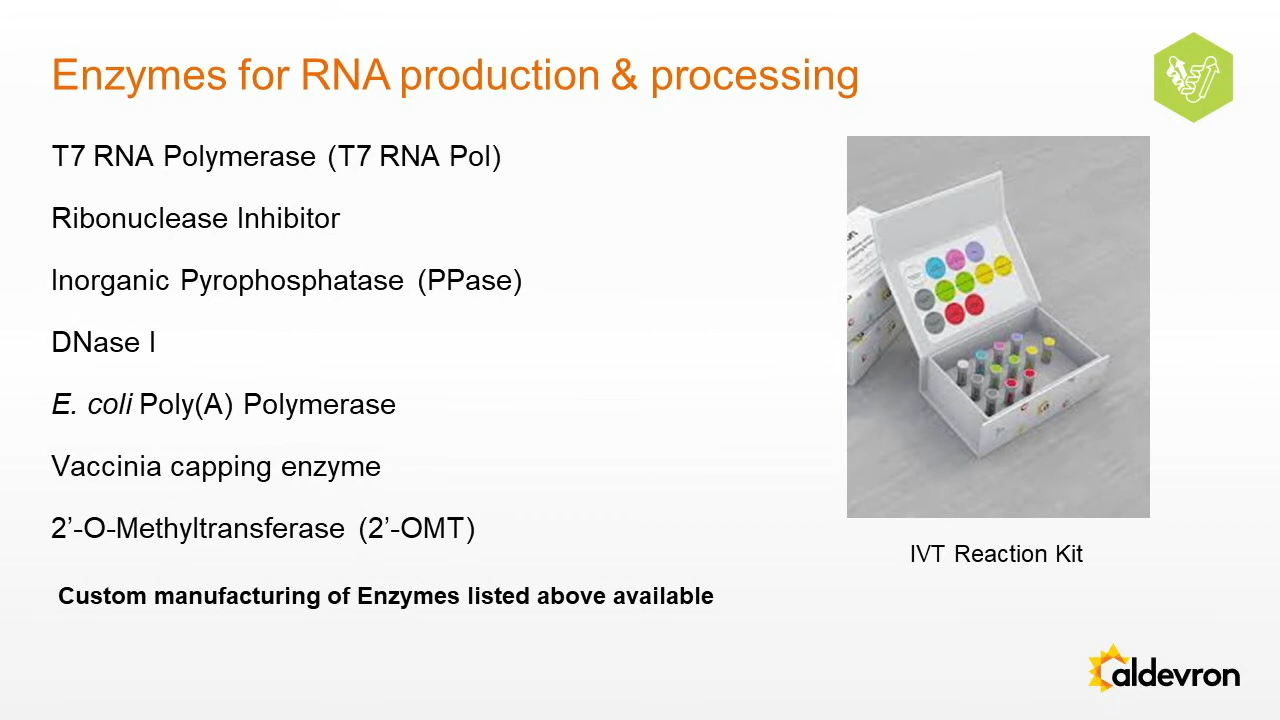 Enzymes for RNA production & processing
T7 RNA Polymerase (T7 RNA Pol)
Ribonuclease Inhibitor
Inorganic Pyrophosphatase (PPase)
DNase I
E. coli Poly(A) Polymerase
Vaccinia capping enzyme
2’-O-Methyltransferase (2’-OMT)
Custom manufacturing of Enzymes listed above available
IVT Reaction Kit
aldevron